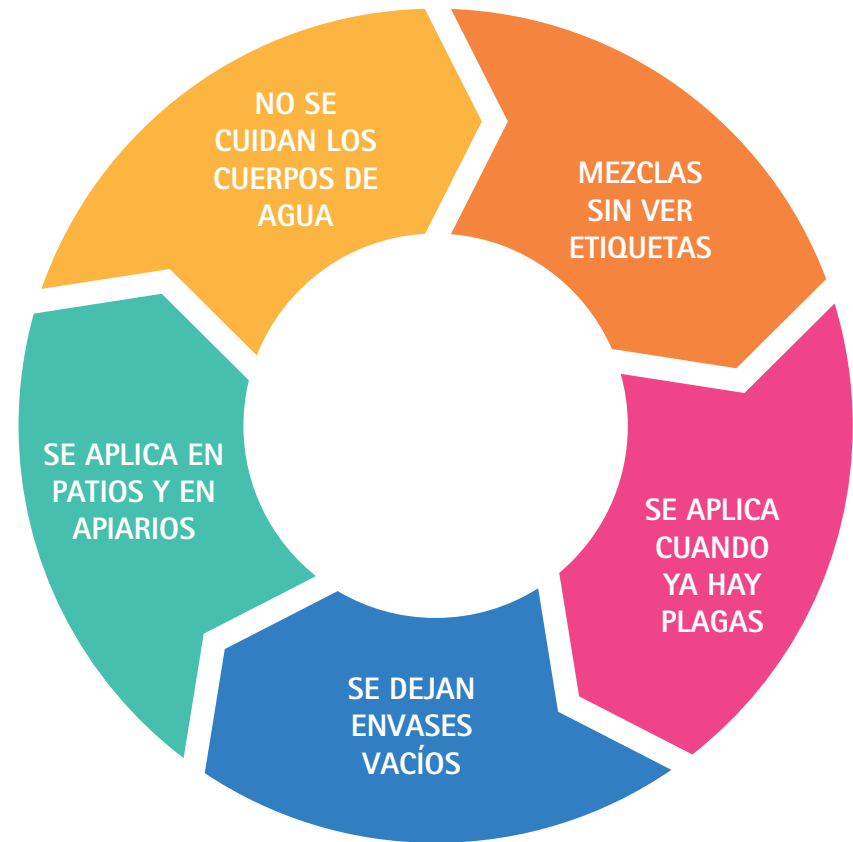 NO SE
CUIDAN LOS
CUERPOS DE
AGUA
MEZCLAS
SIN VER
ETIQUETAS
SE APLICA
CUANDO
YA HAY
PLAGAS
SE DEJAN
ENVASES
VACÍOS
SE APLICA EN
PATIOS Y EN
APIARIOS